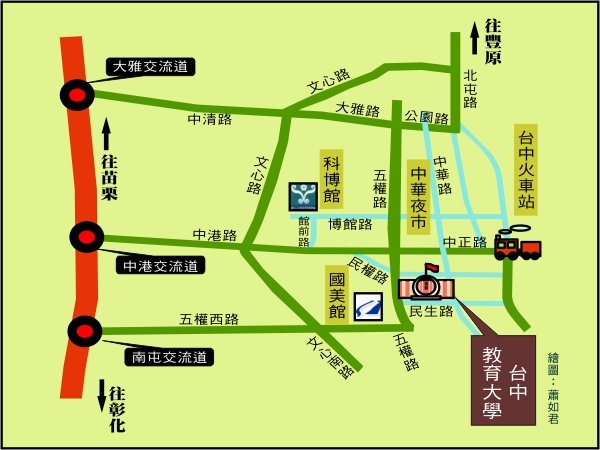 往豐原
大雅交流道
文心路
北屯路
大雅路
中清路
公園路
往苗栗
台中火車站
科博館
文心路
五權路
中華夜市
中華路
館前路
博館路
中港路
中正路
中港交流道
民權路
國美館
民生路
五權西路
五權路
文心南路
南屯交流道
台中教育大學
往彰化
繪圖：蕭如君